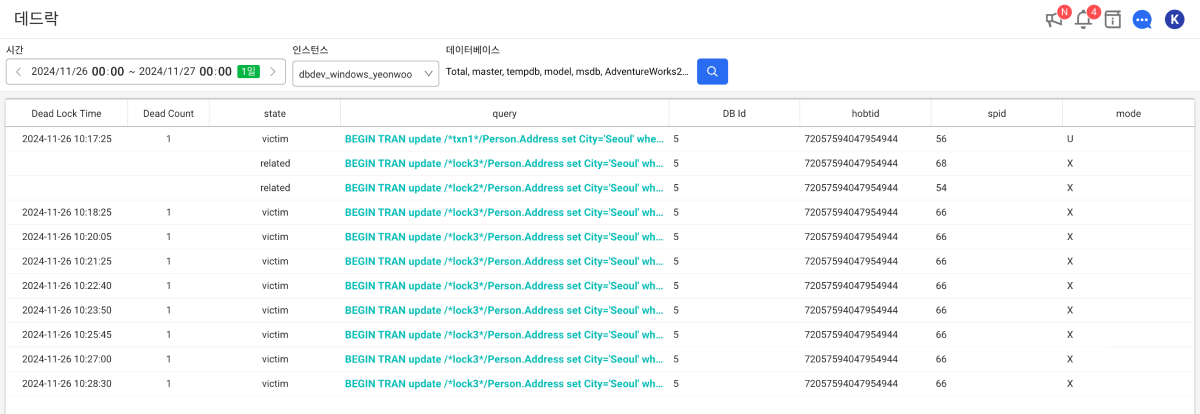 데드락
N
4
K
시간
인스턴스
데이터베이스
2024/11/26 00:00 ~ 2024/11/27 00:00 1일
dbdev_windows_yeonwoo
Total, master, tempdb, model, msdb, AdventureWorks2...
Dead Lock Time Dead Count state query DB Id hobtid spid mode
2024-11-26 10:17:25 1 victim BEGIN TRAN update /*txn1*/Person.Address set City='Seoul' whe... 5 72057594047954944 56 U
related BEGIN TRAN update /*lock3*/Person.Address set City='Seoul' wh... 5 72057594047954944 68 X
related BEGIN TRAN update /*lock2*/Person.Address set City='Seoul' wh... 5 72057594047954944 54 X
2024-11-26 10:18:25 1 victim BEGIN TRAN update /*lock3*/Person.Address set City='Seoul' wh... 5 72057594047954944 66 X
2024-11-26 10:20:05 1 victim BEGIN TRAN update /*lock3*/Person.Address set City='Seoul' wh... 5 72057594047954944 66 X
2024-11-26 10:21:25 1 victim BEGIN TRAN update /*lock3*/Person.Address set City='Seoul' wh... 5 72057594047954944 66 X
2024-11-26 10:22:40 1 victim BEGIN TRAN update /*lock3*/Person.Address set City='Seoul' wh... 5 72057594047954944 66 X
2024-11-26 10:23:50 1 victim BEGIN TRAN update /*lock3*/Person.Address set City='Seoul' wh... 5 72057594047954944 66 X
2024-11-26 10:25:45 1 victim BEGIN TRAN update /*lock3*/Person.Address set City='Seoul' wh... 5 72057594047954944 66 X
2024-11-26 10:27:00 1 victim BEGIN TRAN update /*lock3*/Person.Address set City='Seoul' wh... 5 72057594047954944 66 X
2024-11-26 10:28:30 1 victim BEGIN TRAN update /*lock3*/Person.Address set City='Seoul' wh... 5 72057594047954944 66 X